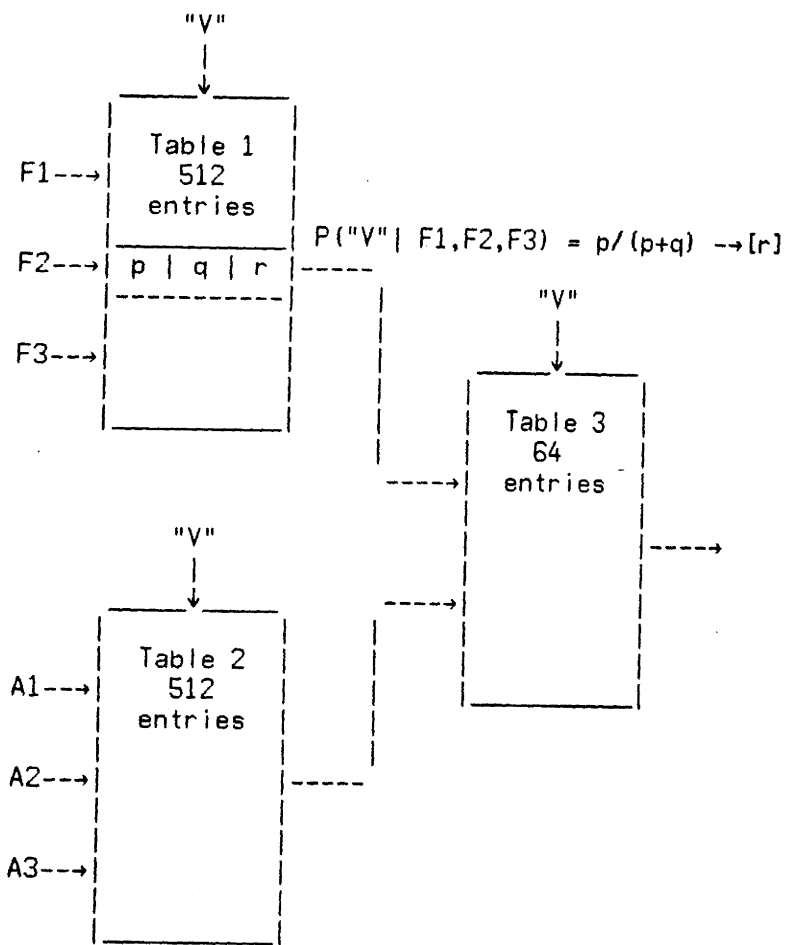 "V"
Table 1
512
entries
F1--->
F2--->
p | q | r
P("V"| F1,F2,F3) = p/(p+q) -->[r]
F3--->
"V"
Table 3
64
entries
"V"
Table 2
512
entries
A1--->
A2--->
A3--->